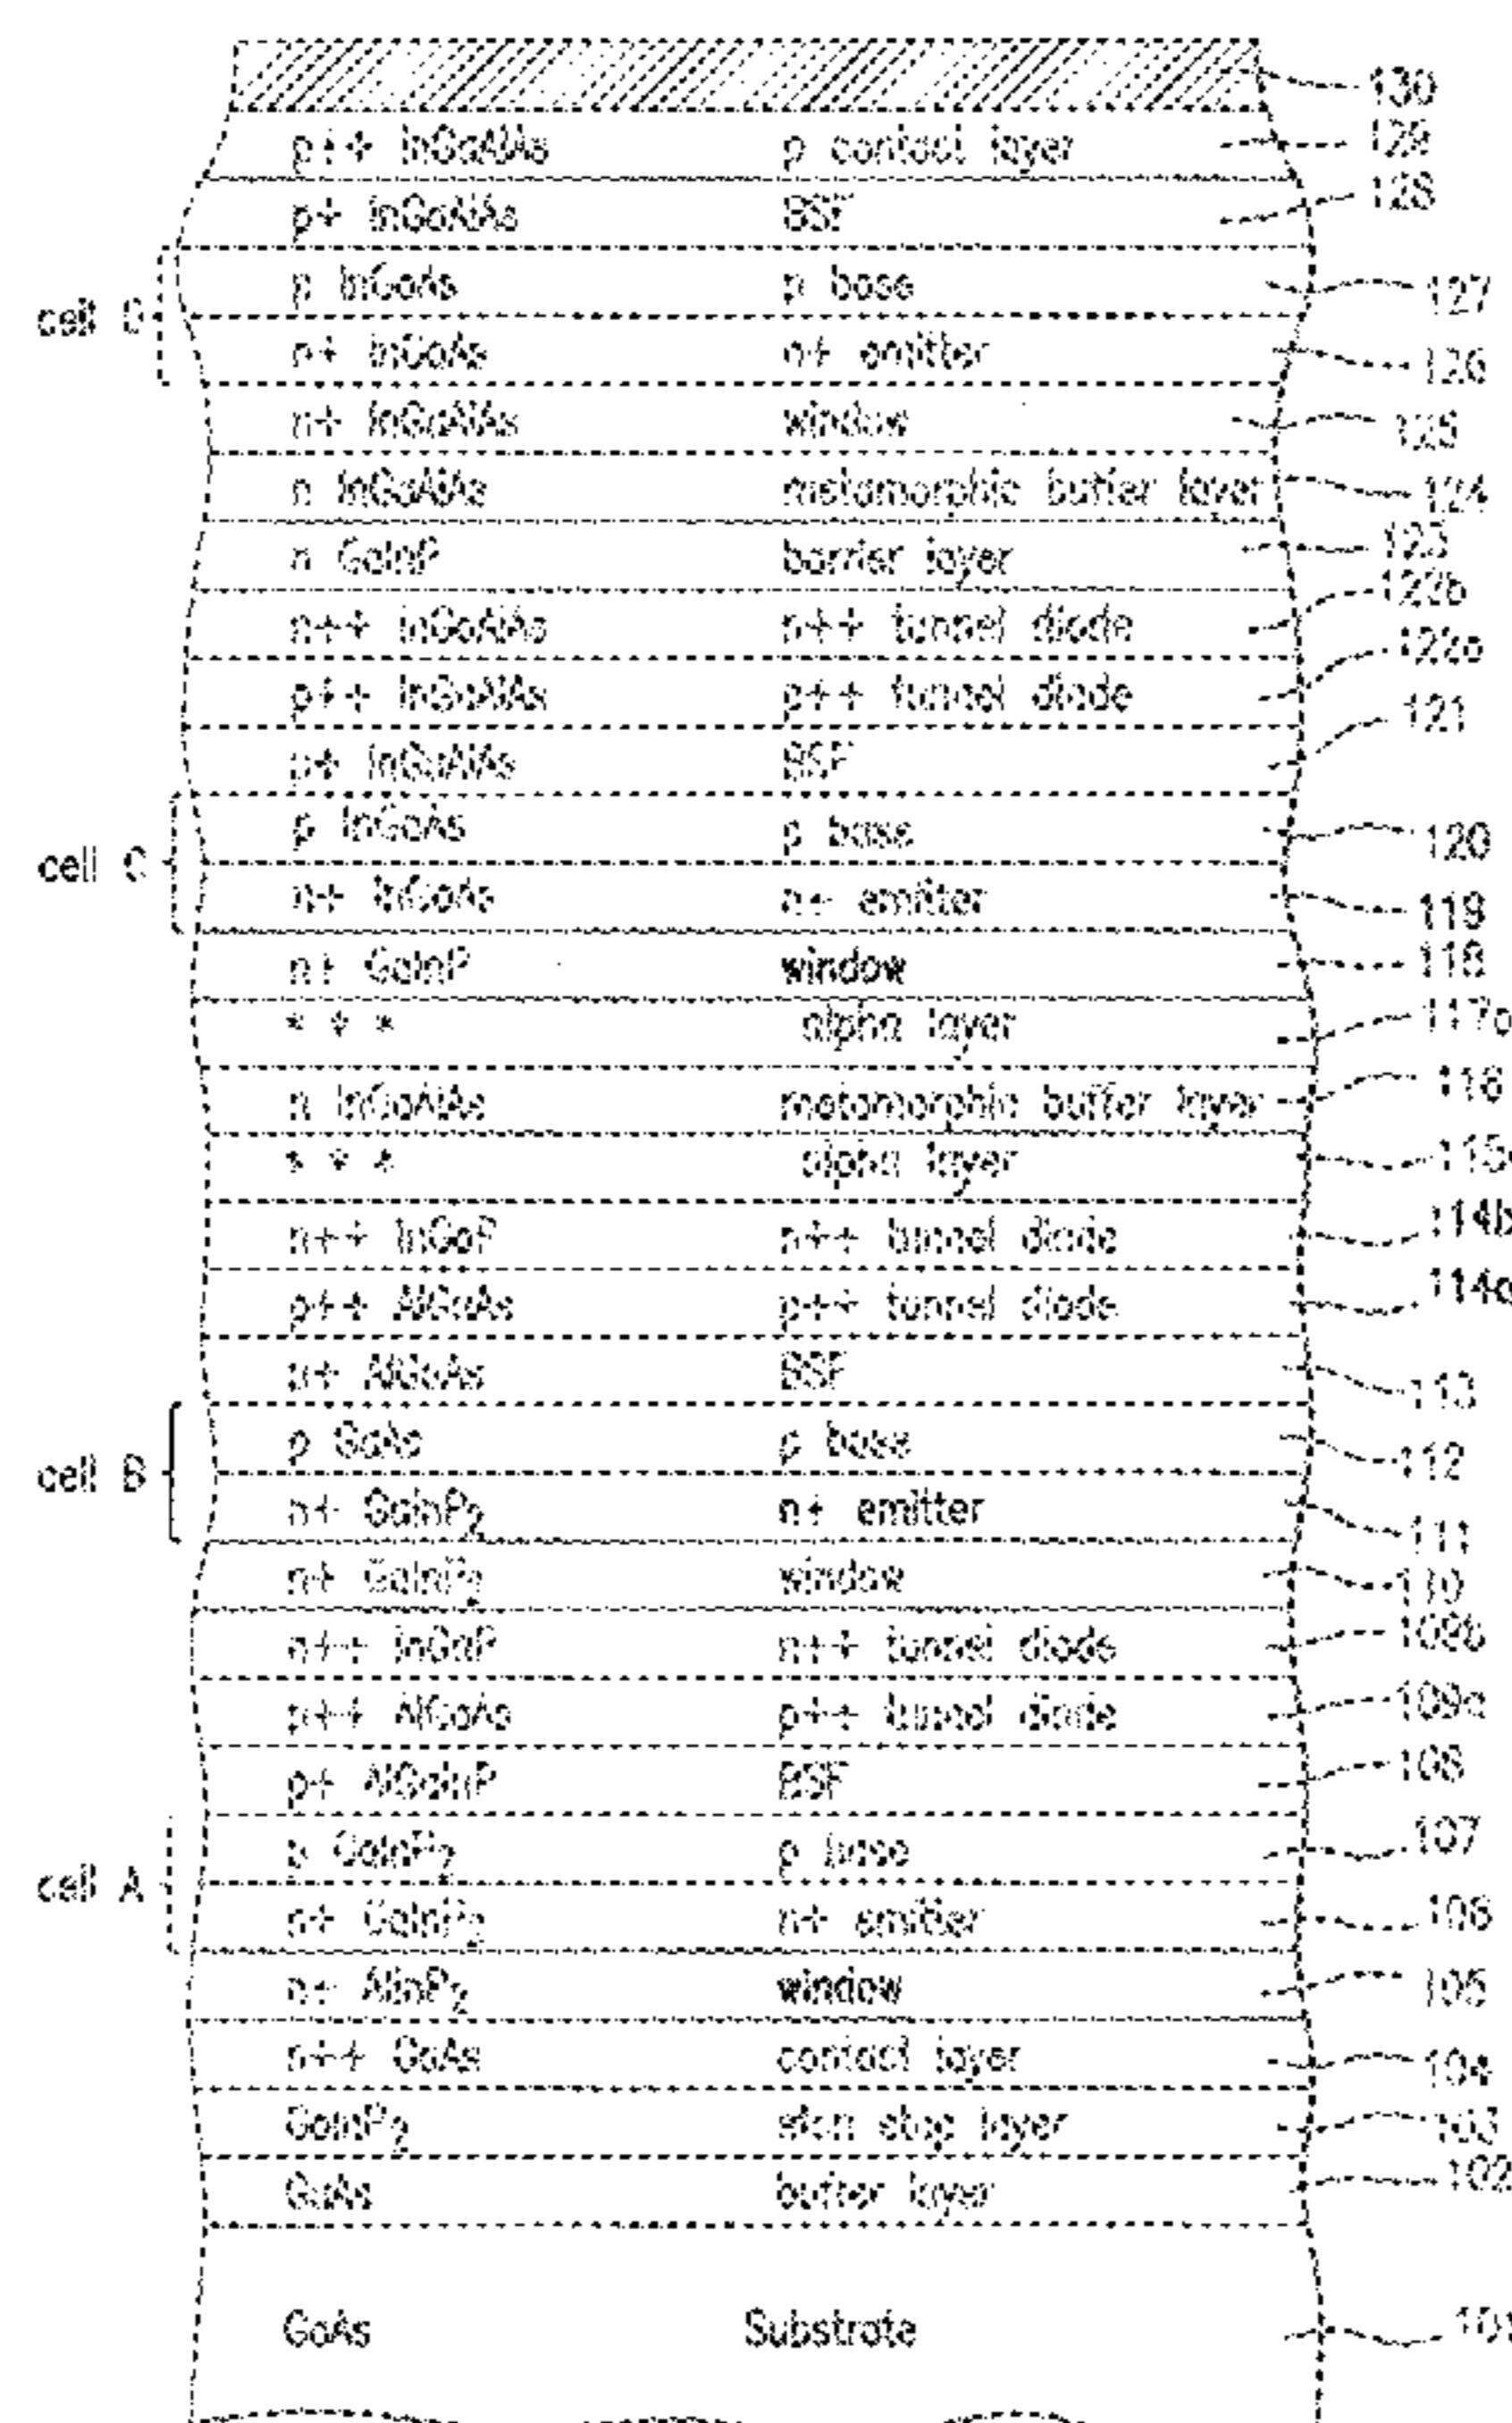 130
p++ InGaAlAs p contact layer 129
p+ InGaAlAs BSF 128
p InGaAs p base 127
cell D
n+ InGaAs n+ emitter 126
n+ InGaAlAs window 125
n InGaAlAs metamorphic buffer layer 124
n GaInP barrier layer 123
n++ InGaAlAs n++ tunnel diode 122b
p++ InGaAlAs p++ tunnel diode 122a
p+ InGaAlAs BSF 121
p InGaAs p base 120
cell C
n+ InGaAs n+ emitter 119
n+ GaInP window 118
* * * alpha layer 117a
n InGaAlAs metamorphic buffer layer 116
* * * alpha layer 115
n++ InGaP n++ tunnel diode 114b
p++ AlGaAs p++ tunnel diode 114a
p+ AlGaAs BSF 113
p GaAs p base 112
cell B
n+ GaInP2 n+ emitter 111
n+ GaInP2 window 110
n++ InGaP n++ tunnel diode 109b
p++ AlGaAs p++ tunnel diode 109a
p+ AlGaInP BSF 108
p GaInP2 p base 107
cell A
n+ GaInP2 n+ emitter 106
n+ AlInP2 window 105
n++ GaAs contact layer 104
GaInP2 etch stop layer 103
GaAs buffer layer 102
GaAs Substrate 101